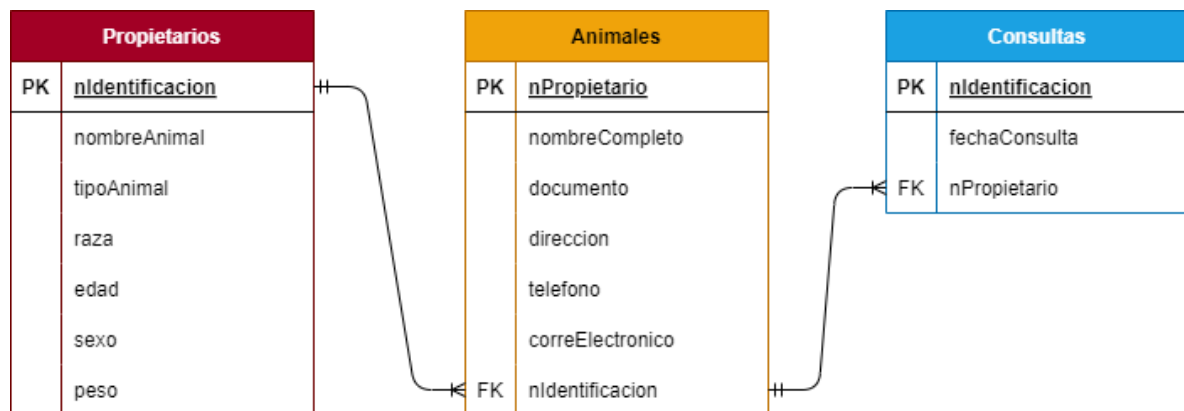 Propietarios
PK nIdentificacion
nombreAnimal
tipoAnimal
raza
edad
sexo
peso
Animales
PK nPropietario
nombreCompleto
documento
direccion
telefono
correElectronico
FK nIdentificacion
Consultas
PK nIdentificacion
fechaConsulta
FK nPropietario